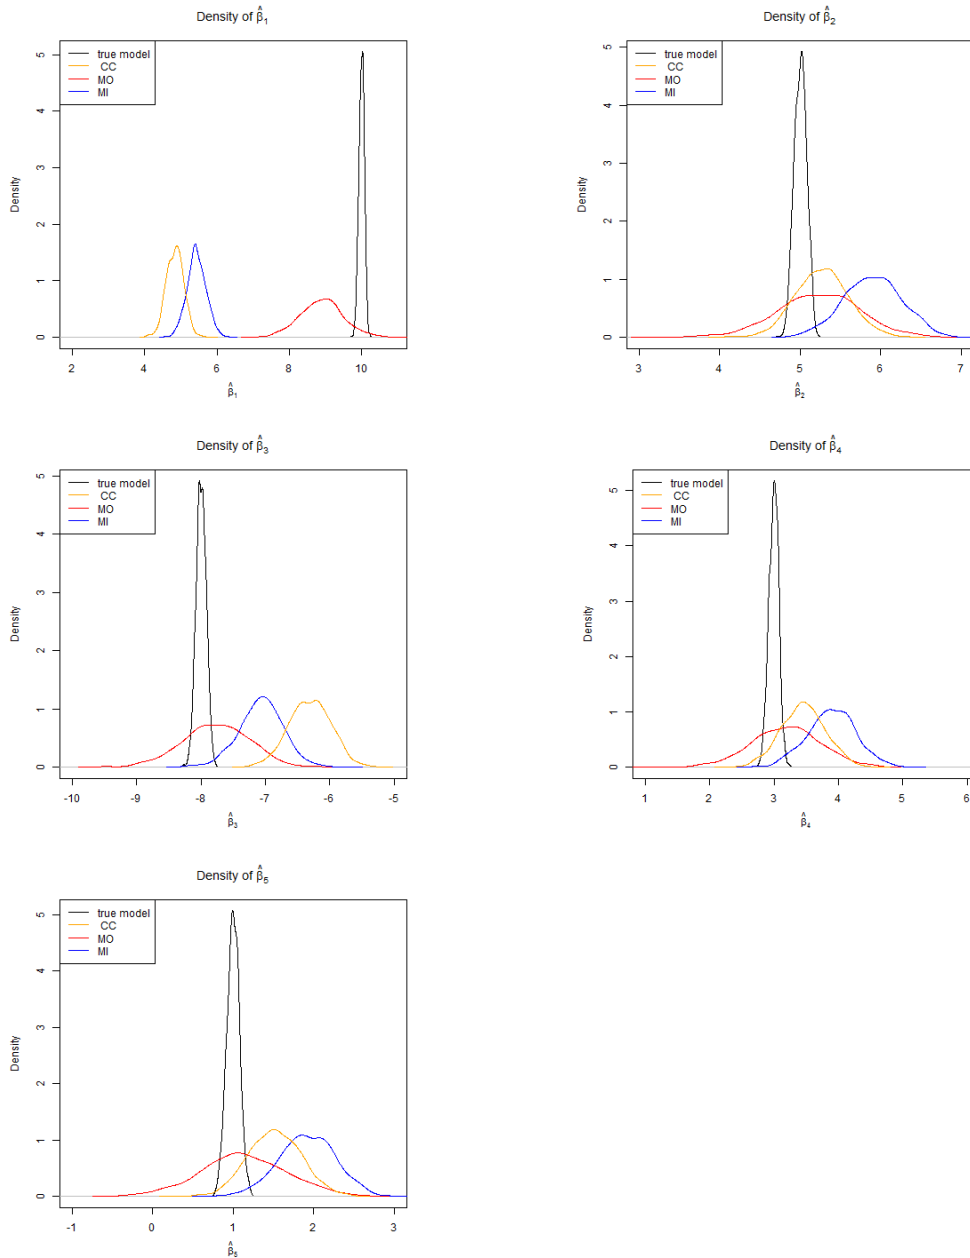 Density of β̂₁
true model
CC
MO
MI
Density
0 1 2 3 4 5
2 4 6 8 10
β̂₁
Density of β̂₂
true model
CC
MO
MI
Density
0 1 2 3 4 5
3 4 5 6 7
β̂₂
Density of β̂₃
true model
CC
MO
MI
Density
0 1 2 3 4 5
-10 -9 -8 -7 -6 -5
β̂₃
Density of β̂₄
true model
CC
MO
MI
Density
0 1 2 3 4 5
1 2 3 4 5 6
β̂₄
Density of β̂₅
true model
CC
MO
MI
Density
0 1 2 3 4 5
-1 0 1 2 3
β̂₅